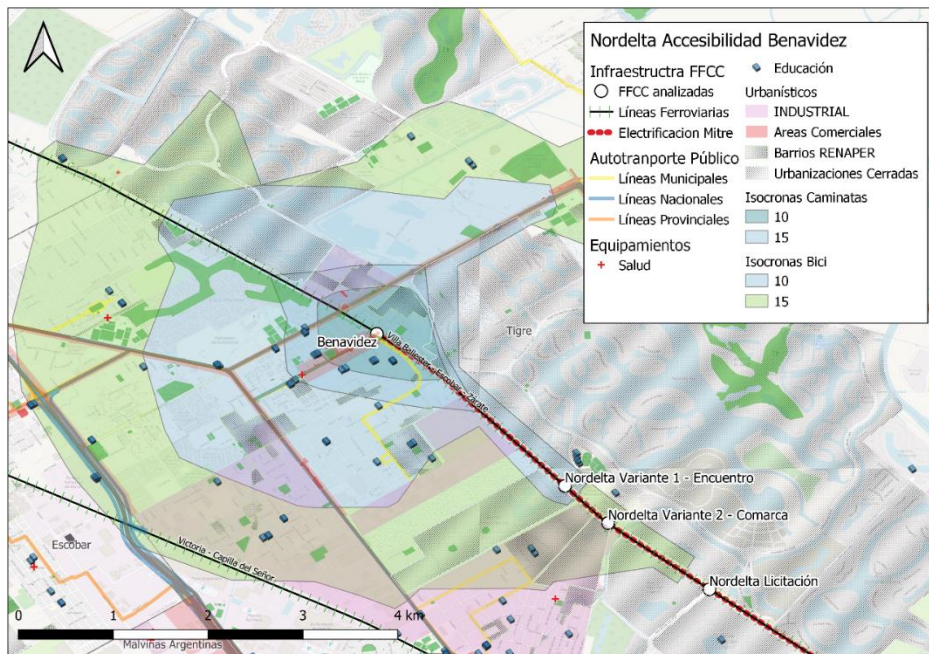 Nordelta Accesibilidad Benavidez
Infraestructra FFCC
FFCC analizadas
Líneas Ferroviarias
Electrificacion Mitre
Autotranporte Público
Líneas Municipales
Líneas Nacionales
Líneas Provinciales
Equipamientos
Salud
Educación
Urbanísticos
INDUSTRIAL
Areas Comerciales
Barrios RENAPER
Urbanizaciones Cerradas
Isocronas Caminatas
10
15
Isocronas Bici
10
15
Tigre
Benavidez
Villa Ballester - Escobar - Zárate
Nordelta Variante 1 - Encuentro
Nordelta Variante 2 - Comarca
Nordelta Licitación
Escobar
Victoria - Capilla del Señor
0 1 2 3 4 km
Malviñas Argentinas